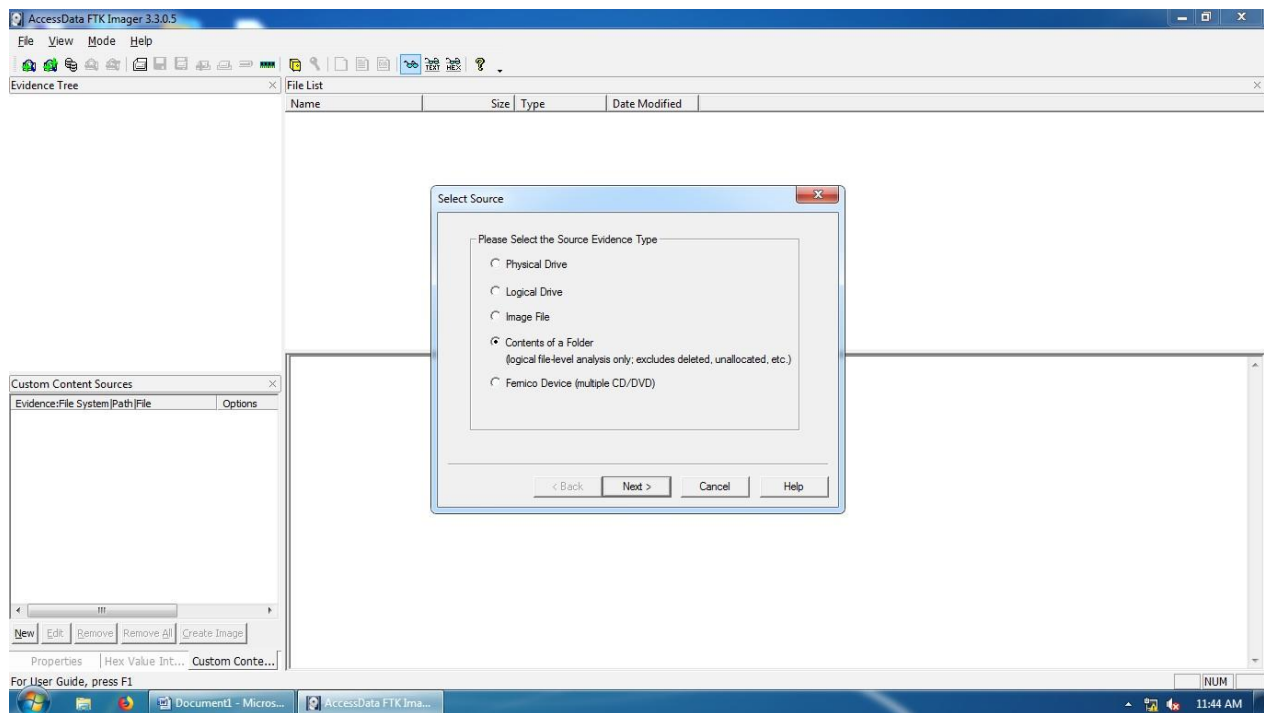 AccessData FTK Imager 3.3.0.5
File View Mode Help
TEXT HEX
Evidence Tree
File List
Name Size Type Date Modified
Select Source
Please Select the Source Evidence Type
Physical Drive
Logical Drive
Image File
Contents of a Folder
(logical file-level analysis only; excludes deleted, unallocated, etc.)
Fernico Device (multiple CD/DVD)
< Back Next > Cancel Help
Custom Content Sources
Evidence:File System|Path|File Options
New Edit Remove Remove All Create Image
Properties Hex Value Int... Custom Conte...
For User Guide, press F1
NUM
Document1 - Micros... AccessData FTK Ima... 11:44 AM